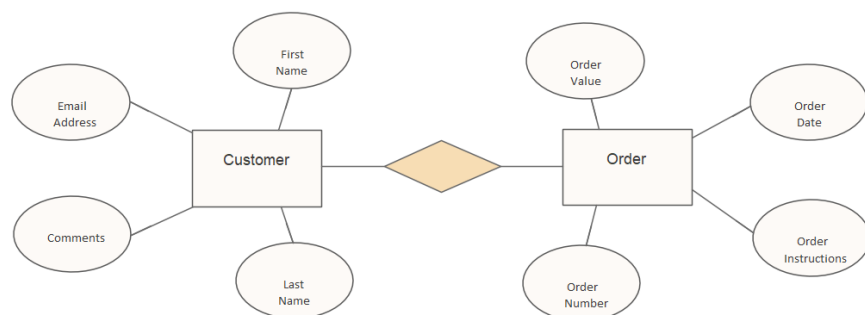 First
Name
Order
Value
Email
Address
Order
Date
Customer
Order
Comments
Order
Instructions
Last
Name
Order
Number